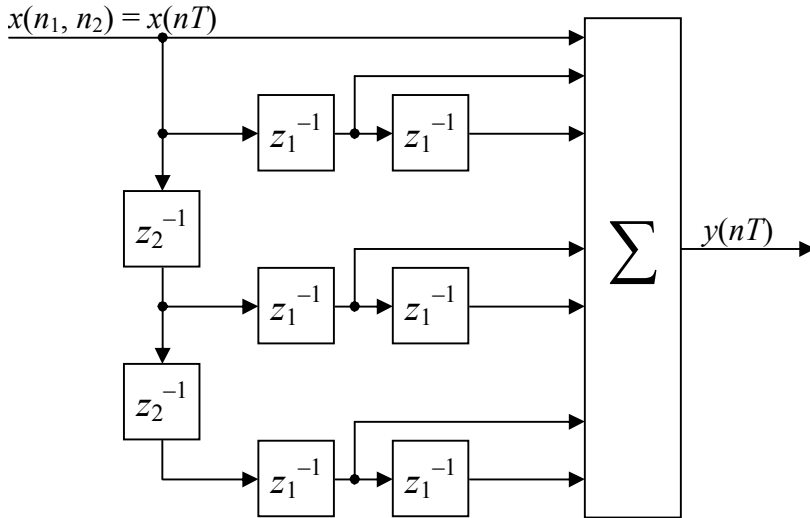 x(n₁, n₂) = x(nT)
z₁⁻¹ z₁⁻¹
z₂⁻¹
∑
y(nT)
z₁⁻¹ z₁⁻¹
z₂⁻¹
z₁⁻¹ z₁⁻¹